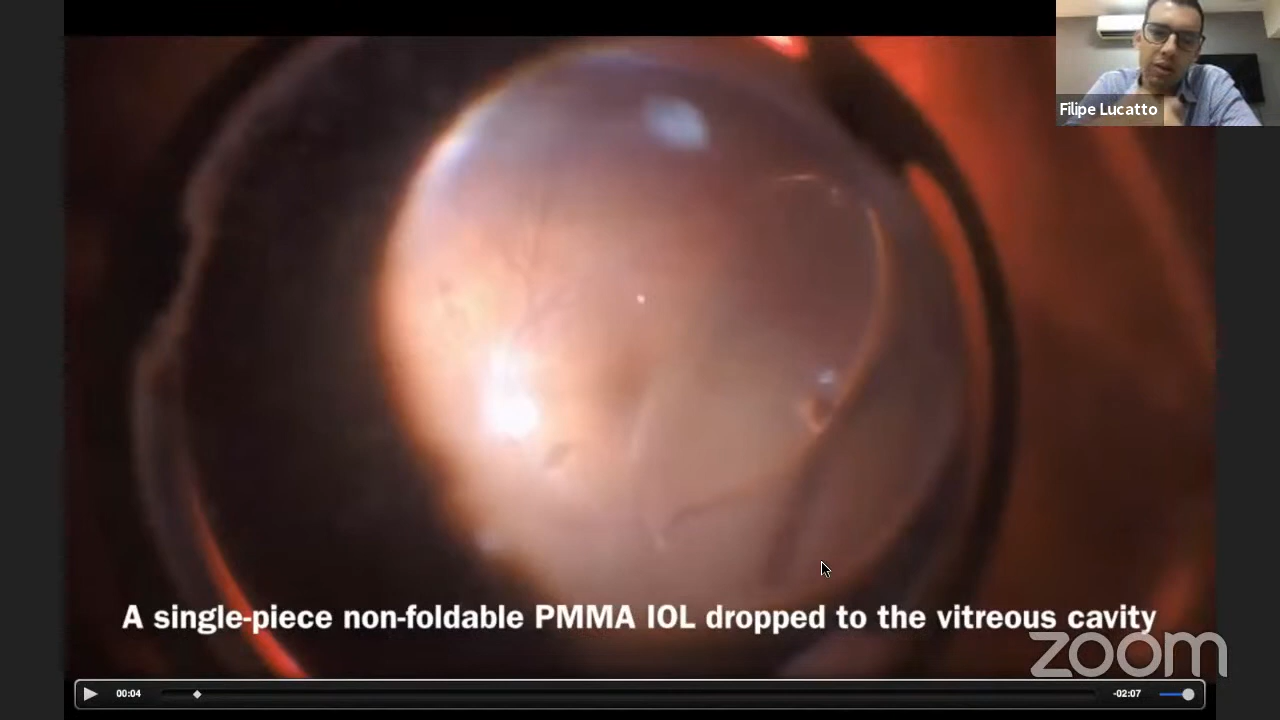 Filipe Lucatto
A single-piece non-foldable PMMA IOL dropped to the vitreous cavity
zoom
00:04
-02:07